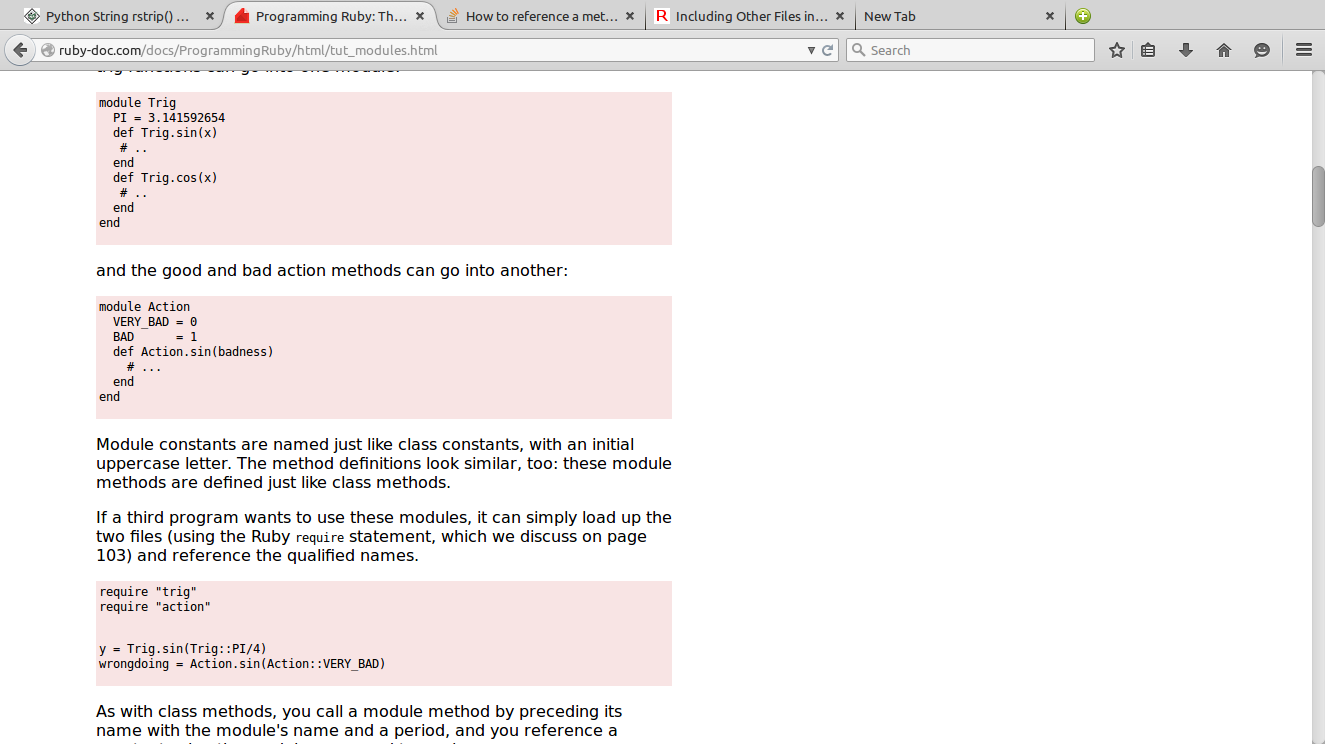 Python String rstrip() ...
Programming Ruby: Th...
How to reference a met...
Including Other Files in...
New Tab
ruby-doc.com/docs/ProgrammingRuby/html/tut_modules.html
Search
module Trig
  PI = 3.141592654
  def Trig.sin(x)
   # ..
  end
  def Trig.cos(x)
   # ..
  end
end
and the good and bad action methods can go into another:
module Action
  VERY_BAD = 0
  BAD      = 1
  def Action.sin(badness)
    # ...
  end
end
Module constants are named just like class constants, with an initial
uppercase letter. The method definitions look similar, too: these module
methods are defined just like class methods.
If a third program wants to use these modules, it can simply load up the
two files (using the Ruby require statement, which we discuss on page
103) and reference the qualified names.
require "trig"
require "action"
y = Trig.sin(Trig::PI/4)
wrongdoing = Action.sin(Action::VERY_BAD)
As with class methods, you call a module method by preceding its
name with the module's name and a period, and you reference a